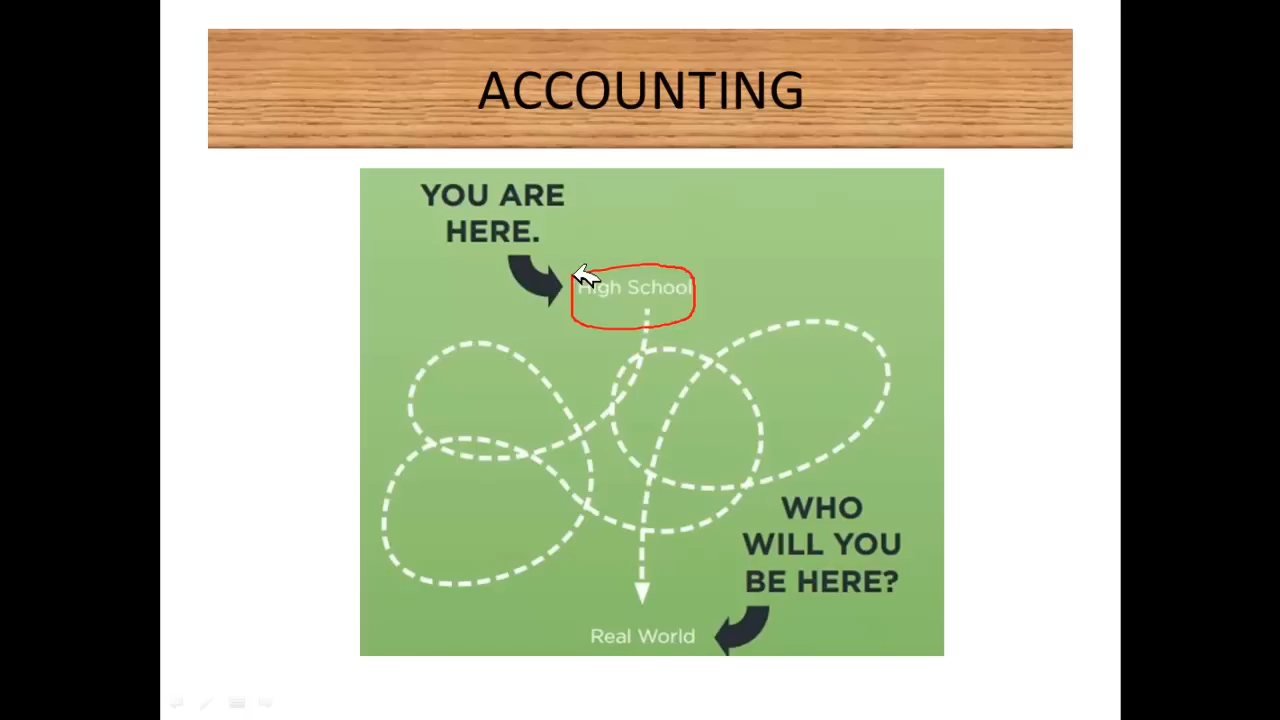 ACCOUNTING
YOU ARE
HERE.
High School
WHO
WILL YOU
BE HERE?
Real World